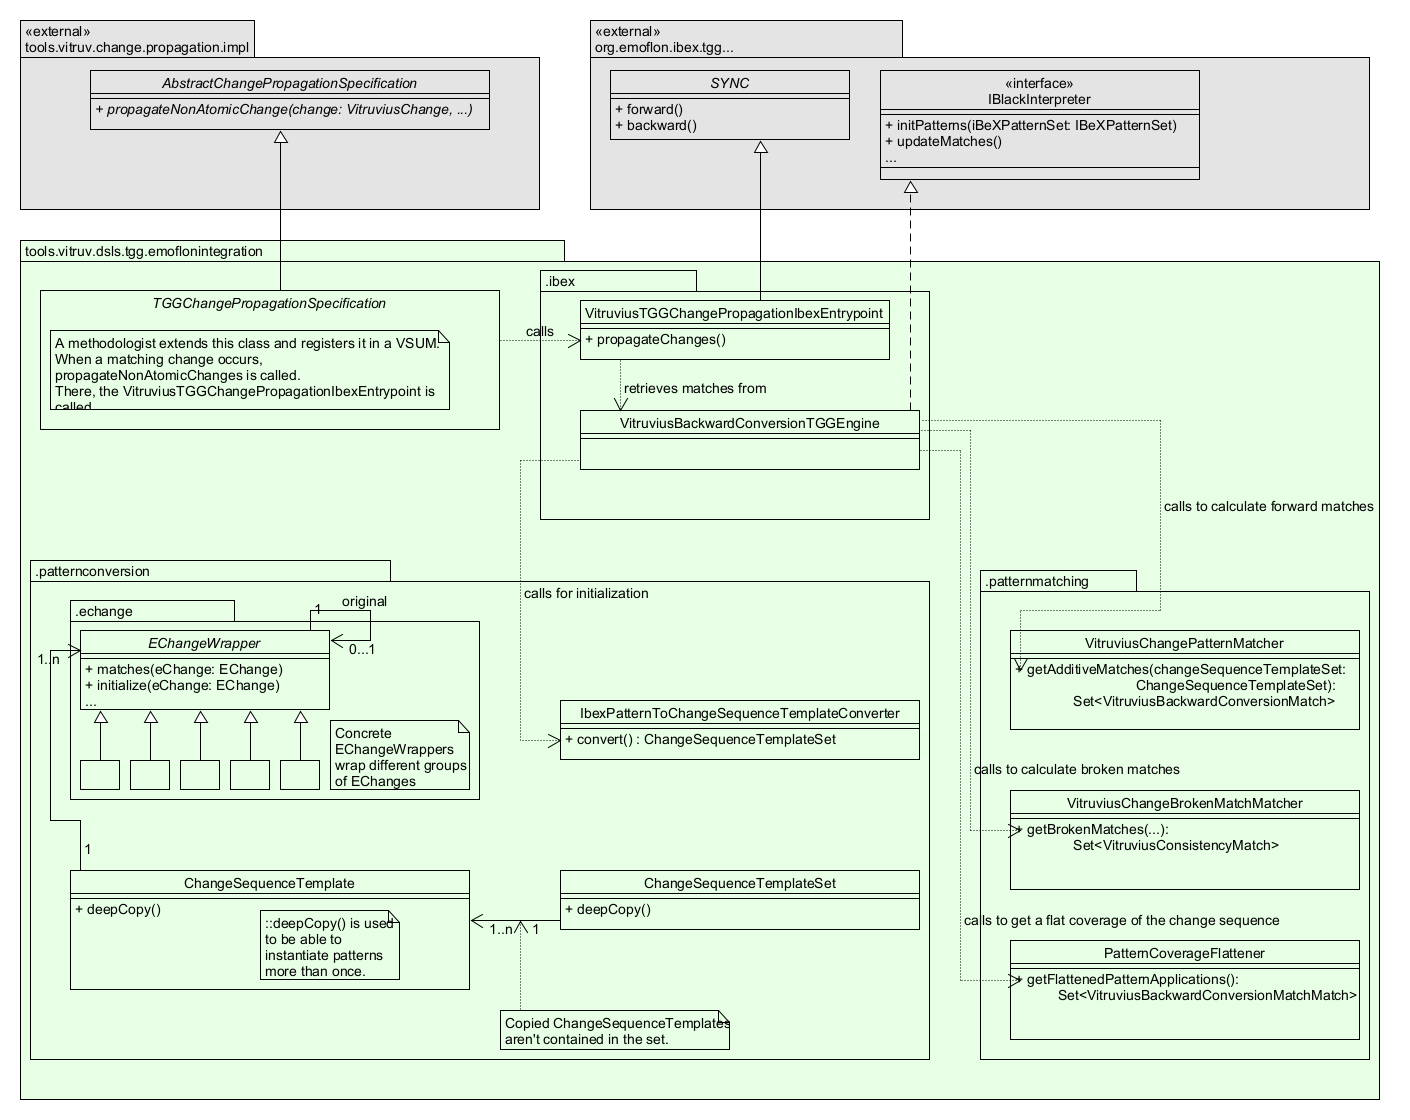 «external»
tools.vitruv.change.propagation.impl
AbstractChangePropagationSpecification
+ propagateNonAtomicChange(change: VitruviusChange, ...)
«external»
org.emoflon.ibex.tgg...
SYNC
+ forward()
+ backward()
«interface»
IBlackInterpreter
+ initPatterns(iBeXPatternSet: IBeXPatternSet)
+ updateMatches()
...
tools.vitruv.dsls.tgg.emoflonintegration
TGGChangePropagationSpecification
A methodologist extends this class and registers it in a VSUM.
When a matching change occurs,
propagateNonAtomicChanges is called.
There, the VitruviusTGGChangePropagationIbexEntrypoint is
called
calls
.ibex
VitruviusTGGChangePropagationIbexEntrypoint
+ propagateChanges()
retrieves matches from
VitruviusBackwardConversionTGGEngine
calls to calculate forward matches
.patternconversion
calls for initialization
.echange
1
original
0...1
1..n
EChangeWrapper
+ matches(eChange: EChange)
+ initialize(eChange: EChange)
...
Concrete
EChangeWrappers
wrap different groups
of EChanges
IbexPatternToChangeSequenceTemplateConverter
+ convert() : ChangeSequenceTemplateSet
1
ChangeSequenceTemplate
+ deepCopy()
::deepCopy() is used
to be able to
instantiate patterns
more than once.
1..n
1
ChangeSequenceTemplateSet
+ deepCopy()
Copied ChangeSequenceTemplates
aren't contained in the set.
.patternmatching
VitruviusChangePatternMatcher
+ getAdditiveMatches(changeSequenceTemplateSet:
ChangeSequenceTemplateSet):
Set<VitruviusBackwardConversionMatch>
calls to calculate broken matches
VitruviusChangeBrokenMatchMatcher
+ getBrokenMatches(...):
Set<VitruviusConsistencyMatch>
calls to get a flat coverage of the change sequence
PatternCoverageFlattener
+ getFlattenedPatternApplications():
Set<VitruviusBackwardConversionMatchMatch>